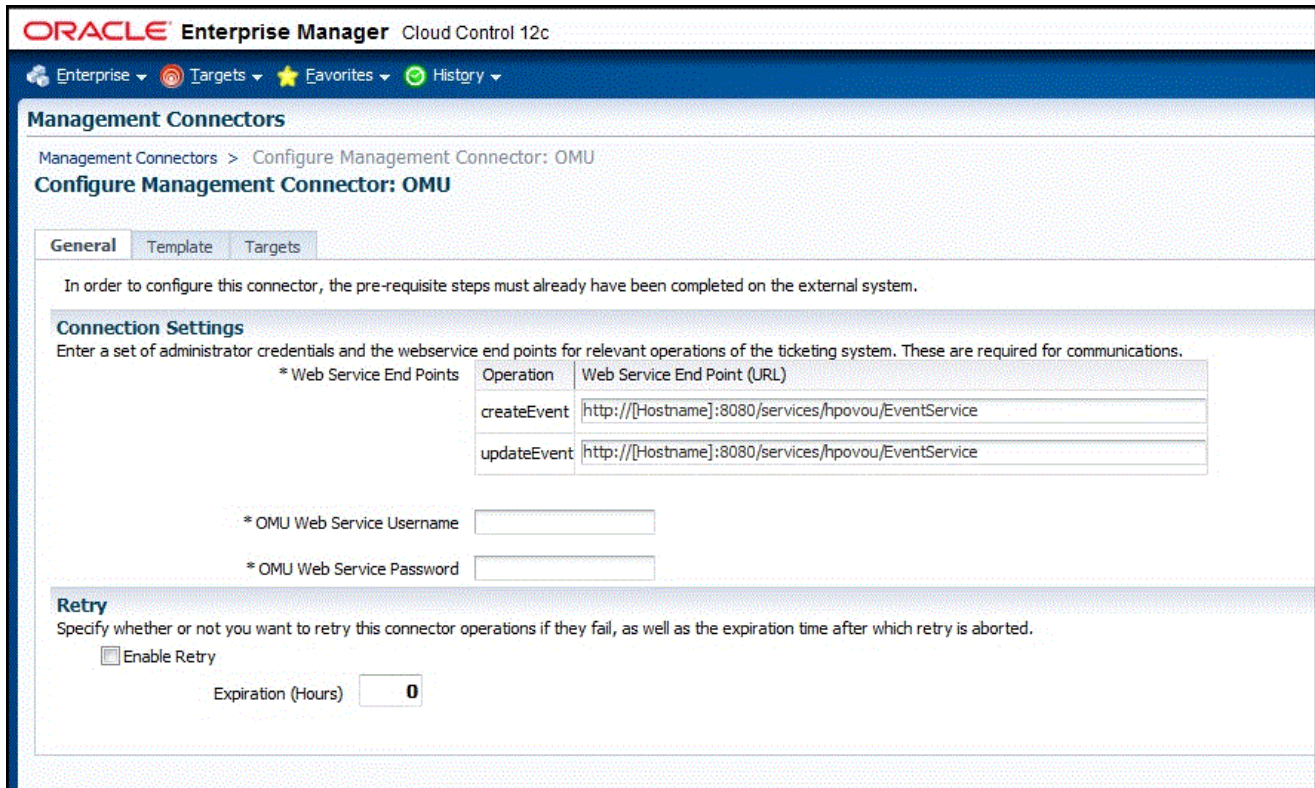 ORACLE Enterprise Manager Cloud Control 12c
Enterprise Targets Favorites History
Management Connectors
Management Connectors > Configure Management Connector: OMU
Configure Management Connector: OMU
General Template Targets
In order to configure this connector, the pre-requisite steps must already have been completed on the external system.
Connection Settings
Enter a set of administrator credentials and the webservice end points for relevant operations of the ticketing system. These are required for communications.
* Web Service End Points Operation Web Service End Point (URL)
createEvent http://[Hostname]:8080/services/hpovou/EventService
updateEvent http://[Hostname]:8080/services/hpovou/EventService
* OMU Web Service Username
* OMU Web Service Password
Retry
Specify whether or not you want to retry this connector operations if they fail, as well as the expiration time after which retry is aborted.
Enable Retry
Expiration (Hours) 0